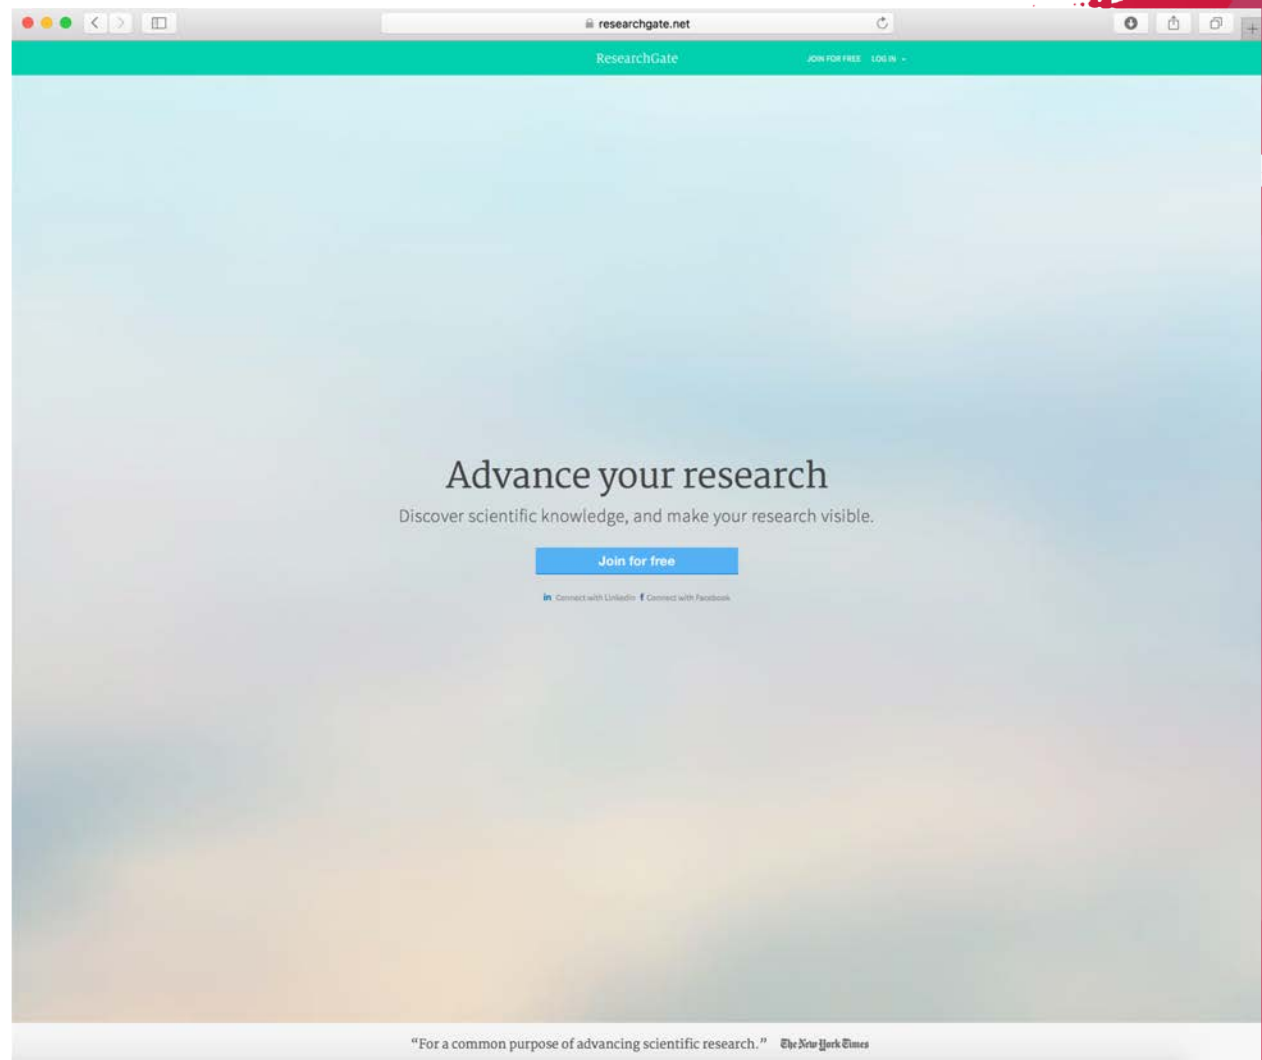 researchgate.net
ResearchGate JOIN FOR FREE LOG IN
Advance your research
Discover scientific knowledge, and make your research visible.
Join for free
in Connect with LinkedIn f Connect with Facebook
“For a common purpose of advancing scientific research.” The New York Times